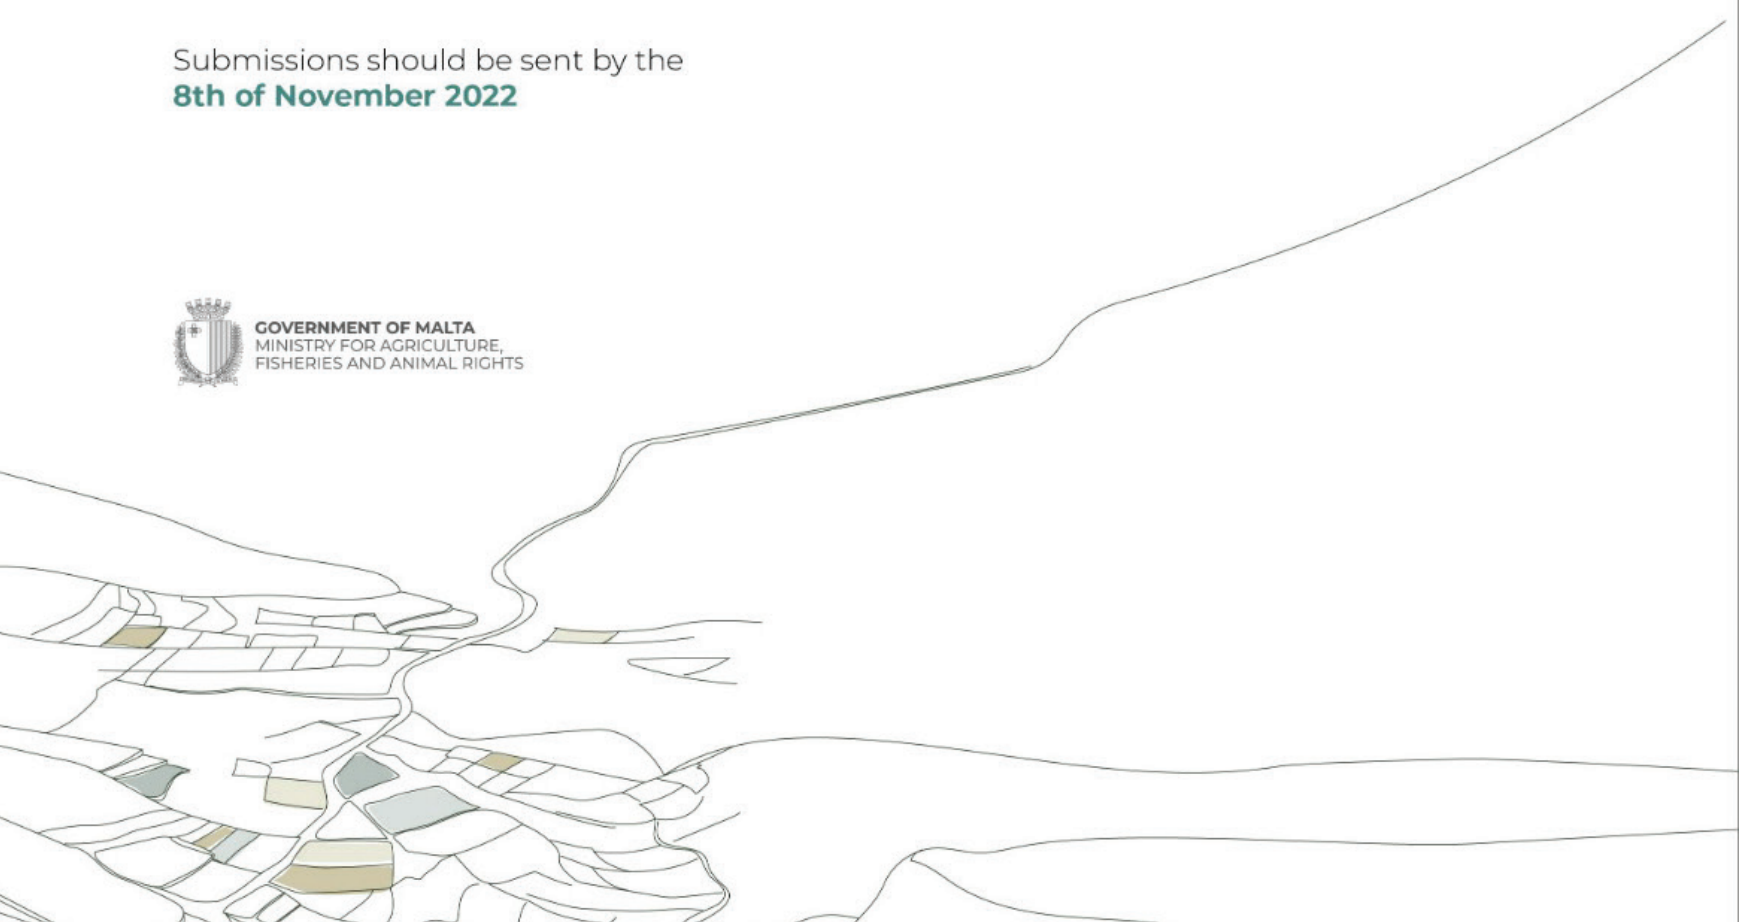 Submissions should be sent by the
8th of November 2022
GOVERNMENT OF MALTA
MINISTRY FOR AGRICULTURE,
FISHERIES AND ANIMAL RIGHTS